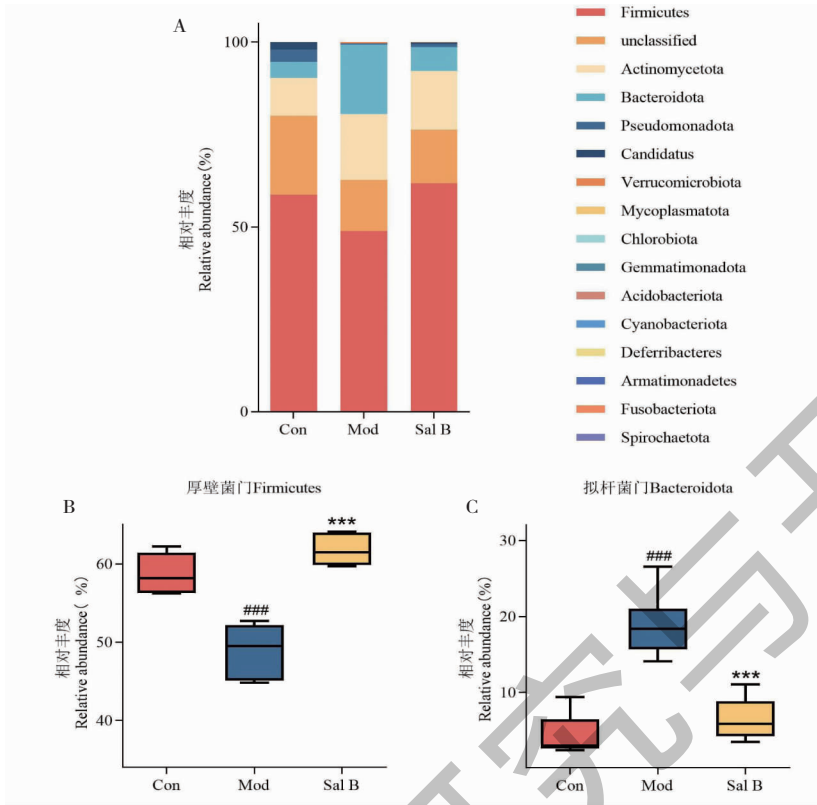 A
100
50
0
相对丰度
Relative abundance(%)
Con
Mod
Sal B
Firmicutes
unclassified
Actinomycetota
Bacteroidota
Pseudomonadota
Candidatus
Verrucomicrobiota
Mycoplasmatota
Chlorobiota
Gemmatimonadota
Acidobacteriota
Cyanobacteriota
Deferribacteres
Armatimonadetes
Fusobacteriota
Spirochaetota
B
厚壁菌门Firmicutes
60
50
40
相对丰度
Relative abundance( %)
###
***
Con
Mod
Sal B
C
拟杆菌门Bacteroidota
30
20
10
相对丰度
Relative abundance(%)
###
***
Con
Mod
Sal B
究与